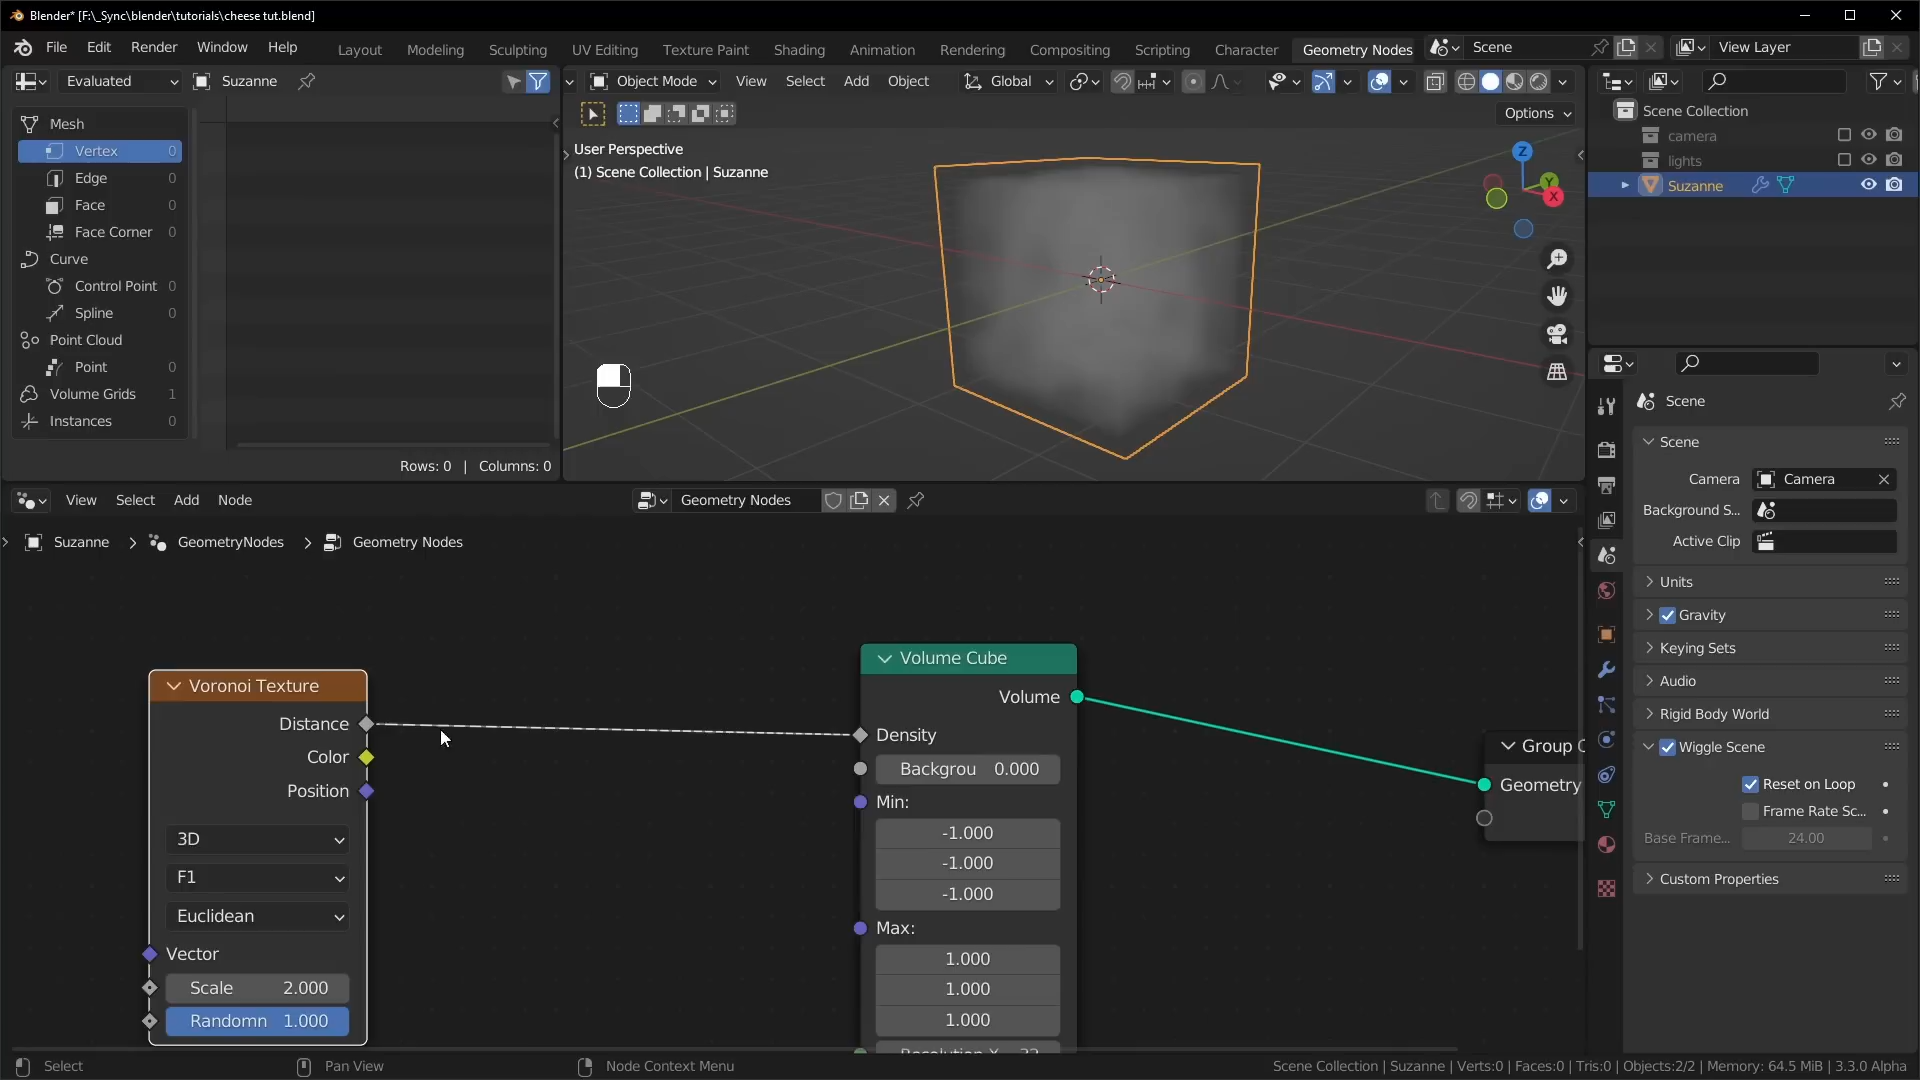 Blender* [F:\_Sync\blender\tutorials\cheese tut.blend]
File Edit Render Window Help
Layout Modeling Sculpting UV Editing Texture Paint Shading Animation Rendering Compositing Scripting Character Geometry Nodes
Scene
View Layer
Evaluated
Suzanne
Object Mode
View Select Add Object
Global
Options
Mesh
Vertex 0
Edge 0
Face 0
Face Corner 0
Curve
Control Point 0
Spline 0
Point Cloud
Point 0
Volume Grids 1
Instances 0
Rows: 0 | Columns: 0
User Perspective
(1) Scene Collection | Suzanne
Z
Y
X
Scene Collection
camera
lights
Suzanne
Scene
Scene
Camera Camera
Background S...
Active Clip
Units
Gravity
Keying Sets
Audio
Rigid Body World
Wiggle Scene
Reset on Loop
Frame Rate Sc...
Base Frame... 24.00
Custom Properties
View Select Add Node
Geometry Nodes
Suzanne > GeometryNodes > Geometry Nodes
Voronoi Texture
Distance
Color
Position
3D
F1
Euclidean
Vector
Scale 2.000
Randomn 1.000
Volume Cube
Volume
Density
Backgrou 0.000
Min:
-1.000
-1.000
-1.000
Max:
1.000
1.000
1.000
Resolution X 32
Group
Geometry
Select
Pan View
Node Context Menu
Scene Collection | Suzanne | Verts:0 | Faces:0 | Tris:0 | Objects:2/2 | Memory: 64.5 MiB | 3.3.0 Alpha